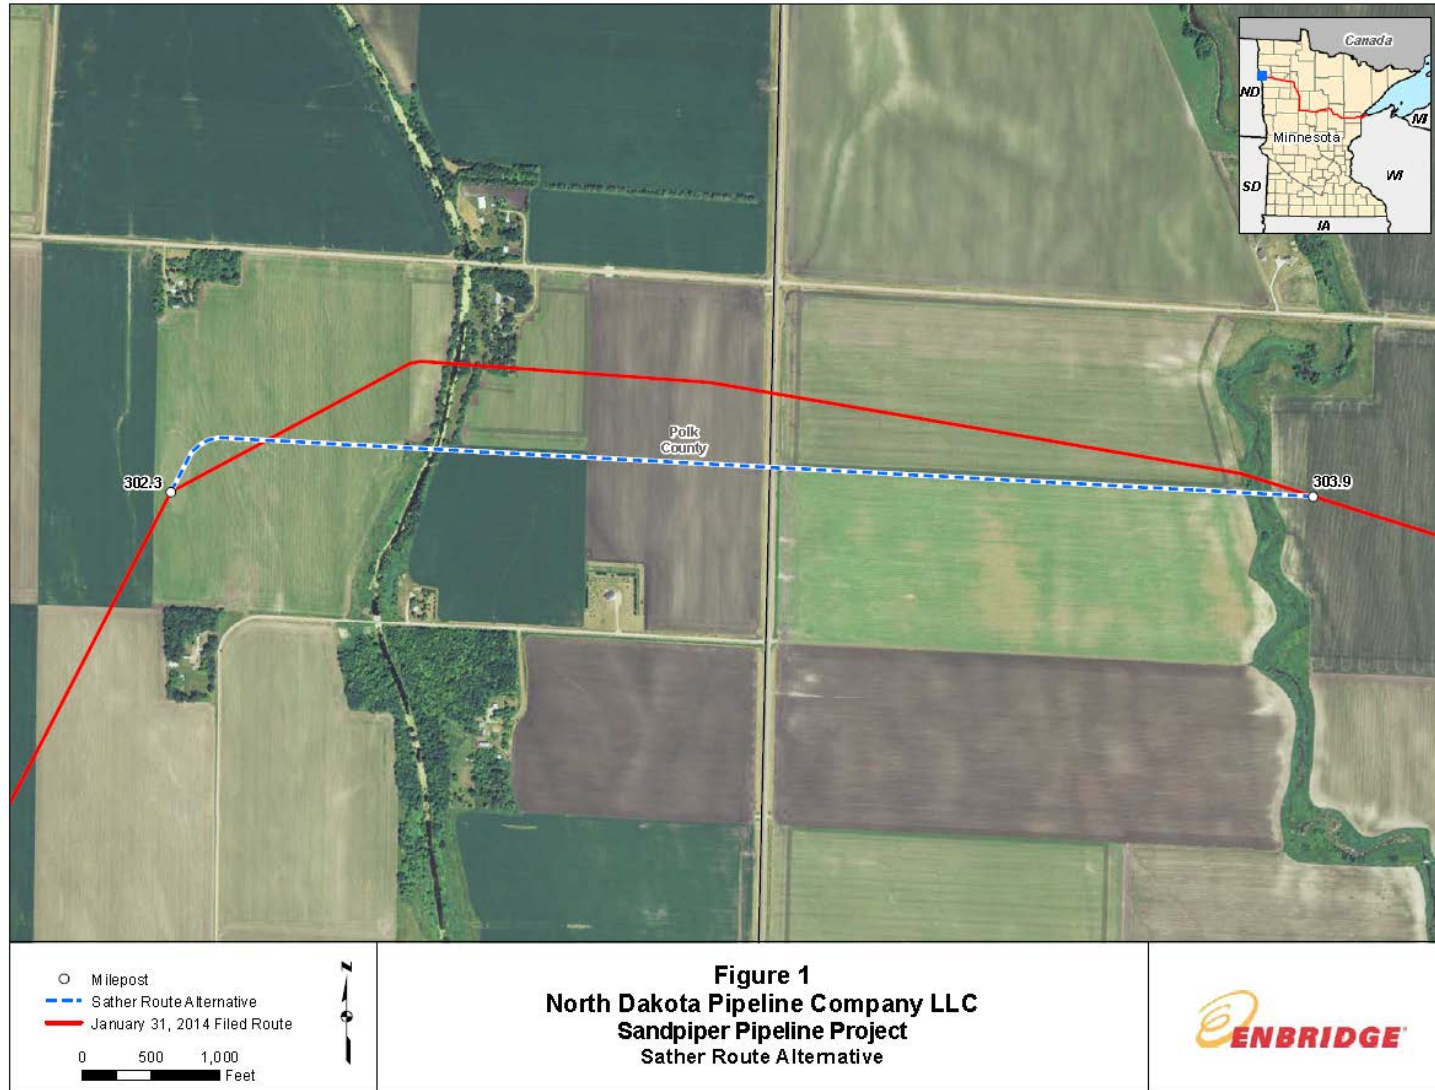 Canada
ND
Minnesota
MI
SD
WI
IA
Polk
County
302.3
303.9
Milepost
Sather Route Alternative
January 31, 2014 Filed Route
0 500 1,000
Feet
N
Figure 1
North Dakota Pipeline Company LLC
Sandpiper Pipeline Project
Sather Route Alternative
ENBRIDGE